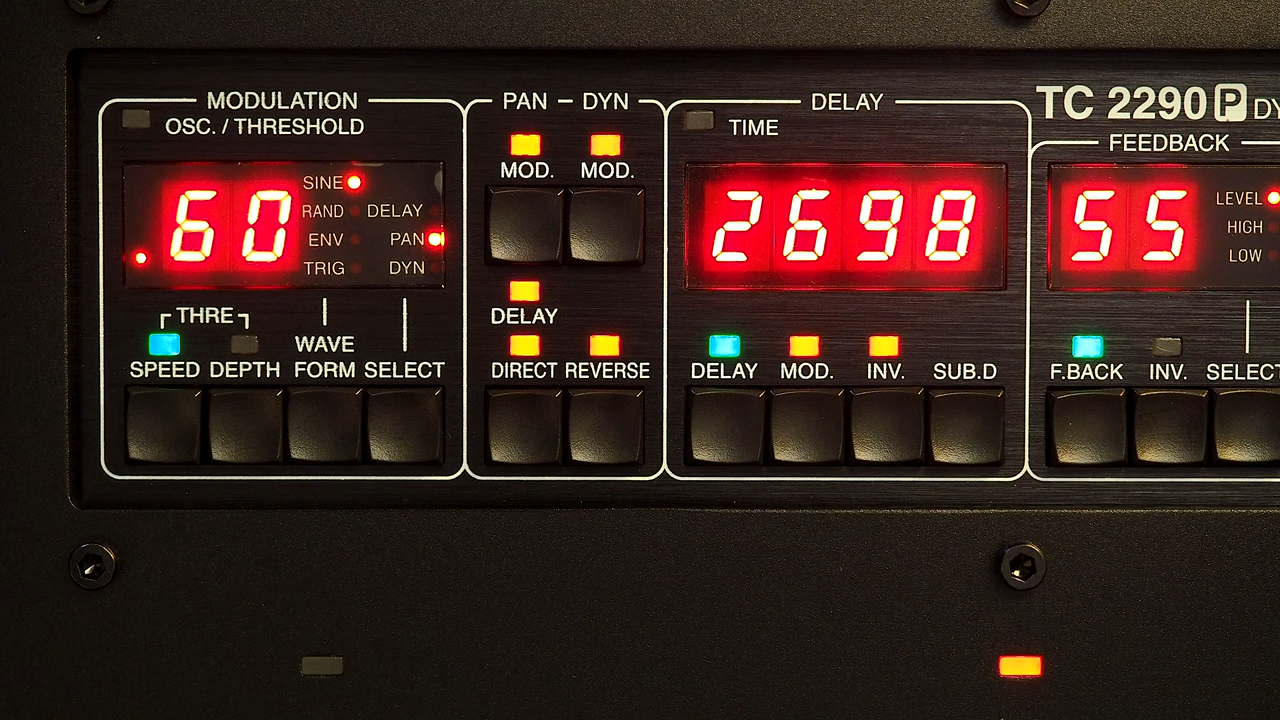 MODULATION
OSC. / THRESHOLD
60
SINE
RAND DELAY
ENV PAN
TRIG DYN
THRE
WAVE
SPEED DEPTH FORM SELECT
PAN DYN
MOD. MOD.
DELAY
DIRECT REVERSE
DELAY
TIME
2698
DELAY MOD. INV. SUB.D
TC 2290 P DY
FEEDBACK
55
LEVEL
HIGH
LOW
F.BACK INV. SELECT